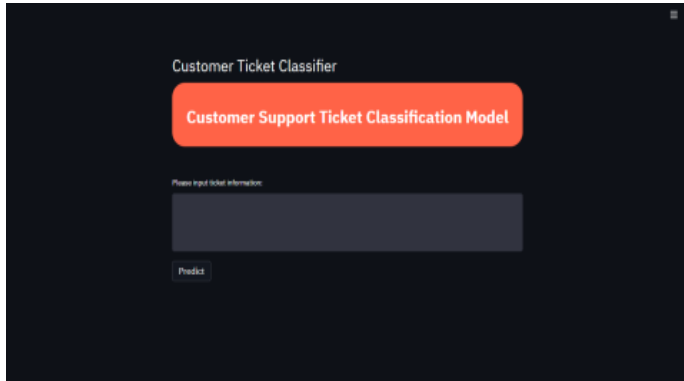 Customer Ticket Classifier
Customer Support Ticket Classification Model
Please input ticket information:
Predict